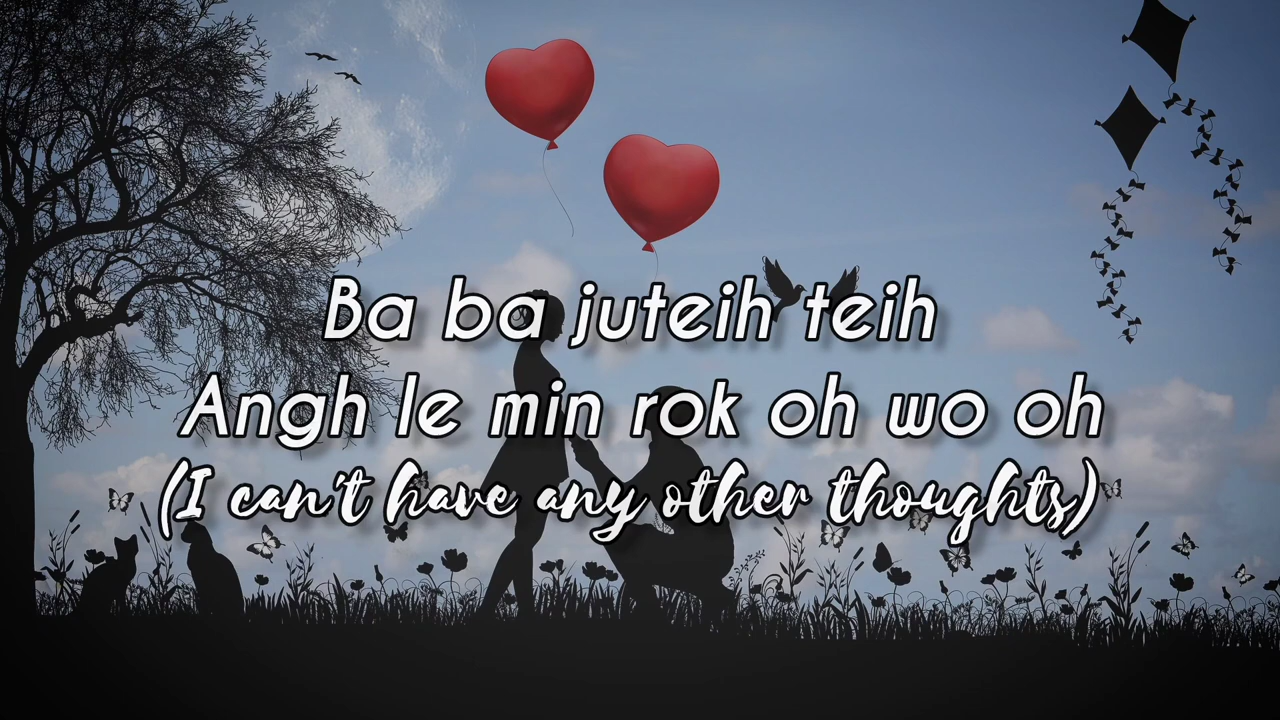 Ba ba juteih teih
Angh le min rok oh wo oh
(I can't have any other thoughts)